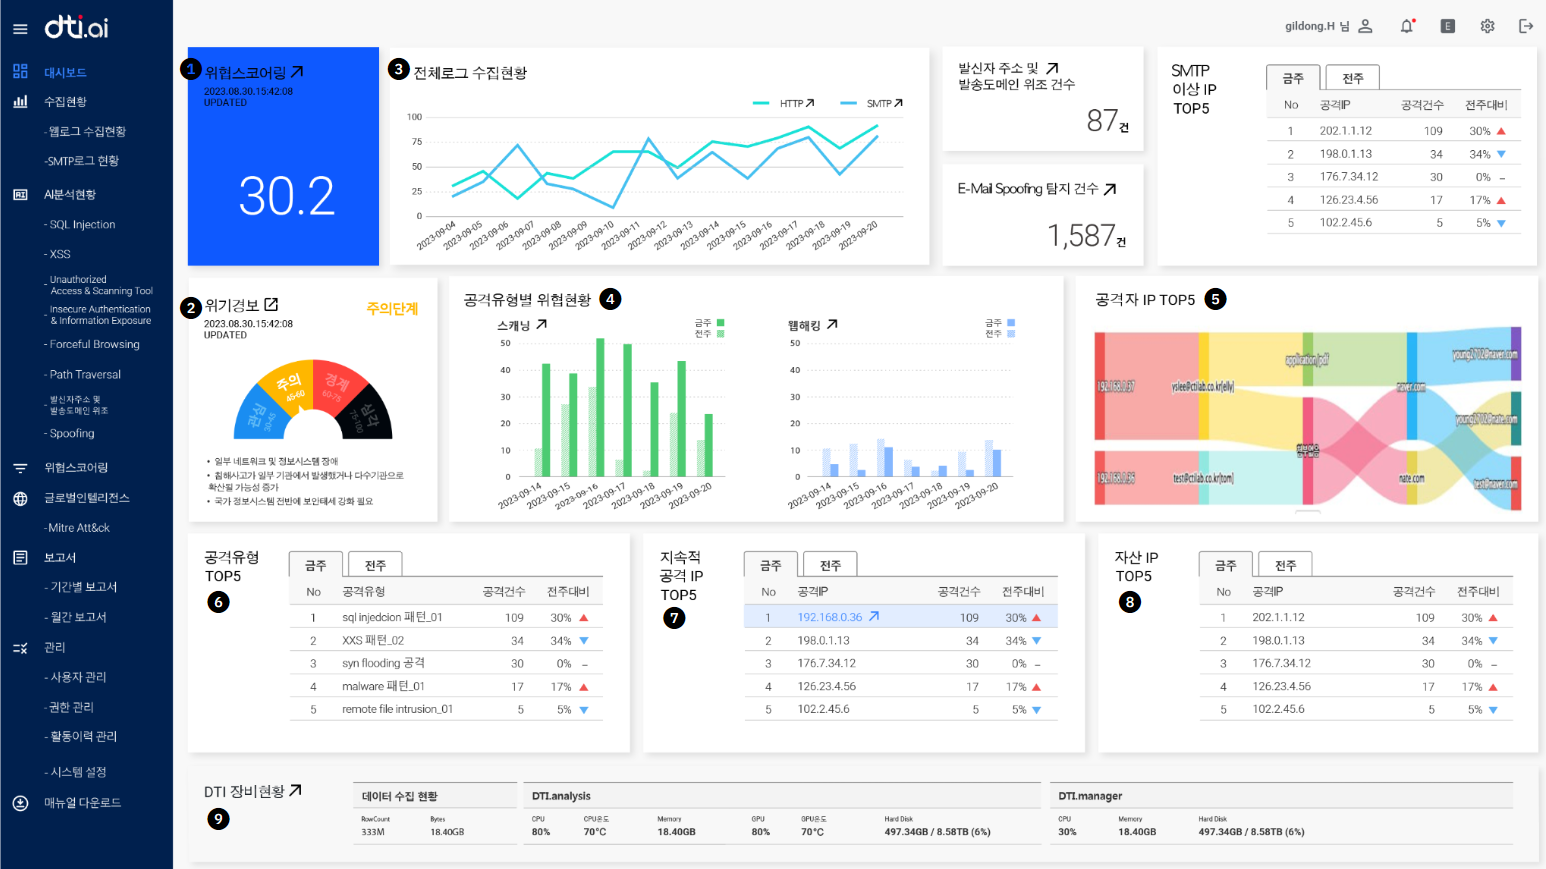 dti.ai
gildong.H 님
E
대시보드
수집현황
- 웹로그 수집현황
-SMTP로그 현황
AI분석현황
- SQL Injection
- XSS
- Unauthorized
Access & Scanning Tool
- Insecure Authentication
& Information Exposure
- Forceful Browsing
- Path Traversal
- 발신자주소 및
발송도메인 위조
- Spoofing
위협스코어링
글로벌인텔리전스
-Mitre Att&ck
보고서
- 기간별 보고서
- 월간 보고서
관리
- 사용자 관리
-권한 관리
- 활동이력 관리
- 시스템 설정
매뉴얼 다운로드
1 위협스코어링
2023.08.30.15:42:08
UPDATED
30.2
3 전체로그 수집현황
HTTP SMTP
100
75
50
25
0
2023-09-04 2023-09-05 2023-09-06 2023-09-07 2023-09-08 2023-09-09 2023-09-10 2023-09-11 2023-09-12 2023-09-13 2023-09-14 2023-09-15 2023-09-16 2023-09-17 2023-09-18 2023-09-19 2023-09-20
발신자 주소 및
발송도메인 위조 건수
87건
E-Mail Spoofing 탐지 건수
1,587건
SMTP
이상 IP
TOP5
금주 전주
No 공격IP 공격건수 전주대비
1 202.1.1.12 109 30% ▲
2 198.0.1.13 34 34% ▼
3 176.7.34.12 30 0% –
4 126.23.4.56 17 17% ▲
5 102.2.45.6 5 5% ▼
2 위기경보
주의단계
2023.08.30.15:42:08
UPDATED
관심 30-45
주의 45-60
경계 60-75
심각 75-100
• 일부 네트워크 및 정보시스템 장애
• 침해사고가 일부 기관에서 발생했거나 다수기관으로
확산될 가능성 증가
• 국가 정보시스템 전반에 보안태세 강화 필요
공격유형별 위협현황 4
스캐닝
금주
전주
50
40
30
20
10
0
2023-09-14 2023-09-15 2023-09-16 2023-09-17 2023-09-18 2023-09-19 2023-09-20
웹해킹
금주
전주
50
40
30
20
10
0
2023-09-14 2023-09-15 2023-09-16 2023-09-17 2023-09-18 2023-09-19 2023-09-20
공격자 IP TOP5 5
192.168.0.37
yslee@ctilab.co.kr[elly]
application/pdf
naver.com
young2702@naver.com
young2702@nate.com
192.168.0.36
test@ctilab.co.kr[tom]
nate.com
test@naver.com
공격유형
TOP5
6
금주 전주
No 공격유형 공격건수 전주대비
1 sql injedcion 패턴_01 109 30% ▲
2 XXS 패턴_02 34 34% ▼
3 syn flooding 공격 30 0% –
4 malware 패턴_01 17 17% ▲
5 remote file intrusion_01 5 5% ▼
지속적
공격 IP
TOP5
7
금주 전주
No 공격IP 공격건수 전주대비
1 192.168.0.36 109 30% ▲
2 198.0.1.13 34 34% ▼
3 176.7.34.12 30 0% –
4 126.23.4.56 17 17% ▲
5 102.2.45.6 5 5% ▼
자산 IP
TOP5
8
금주 전주
No 공격IP 공격건수 전주대비
1 202.1.1.12 109 30% ▲
2 198.0.1.13 34 34% ▼
3 176.7.34.12 30 0% –
4 126.23.4.56 17 17% ▲
5 102.2.45.6 5 5% ▼
DTI 장비현황
9
데이터 수집 현황
RowCount Bytes
333M 18.40GB
DTI.analysis
CPU CPU온도 Memory GPU GPU온도 Hard Disk
80% 70°C 18.40GB 80% 70°C 497.34GB / 8.58TB (6%)
DTI.manager
CPU Memory Hard Disk
30% 18.40GB 497.34GB / 8.58TB (6%)